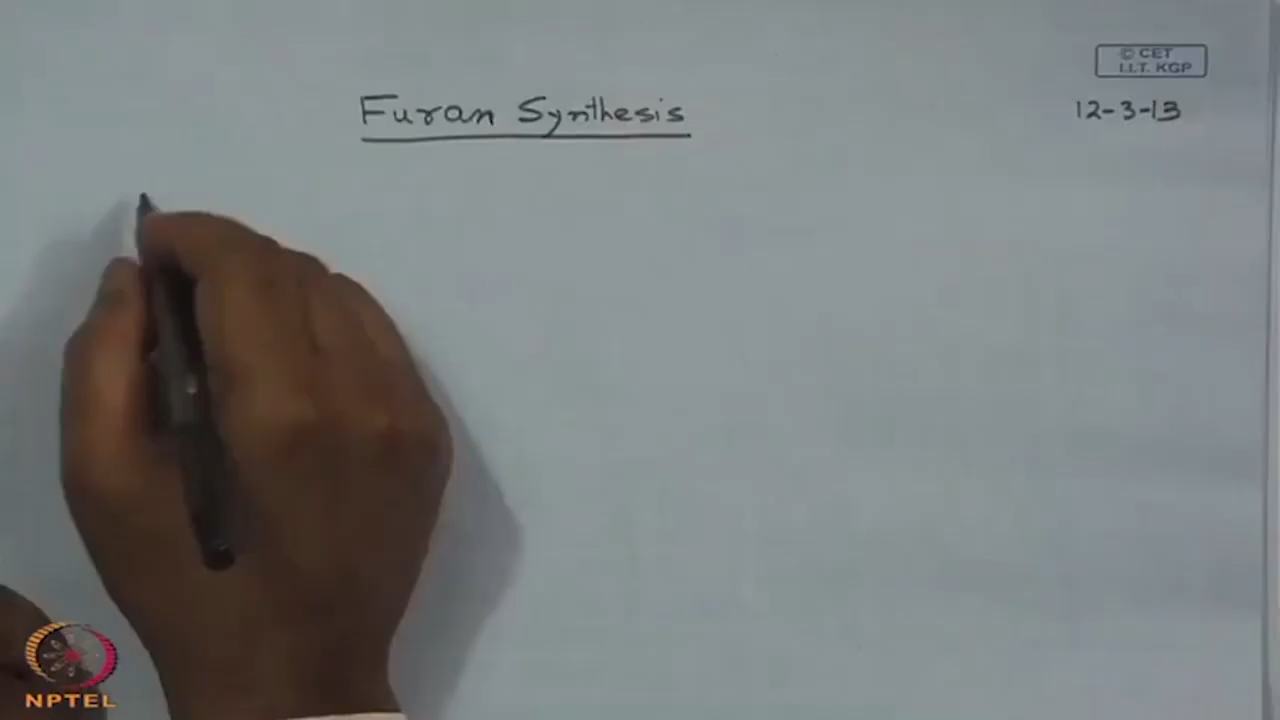 © CET
I.I.T. KGP
Furan Synthesis
12-3-13
NPTEL